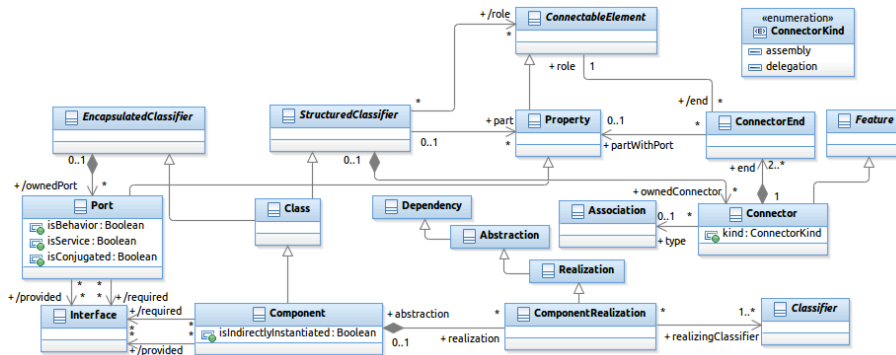 + /role
*
ConnectableElement
«enumeration»
ConnectorKind
assembly
delegation
+ role
1
*
+ /end
*
EncapsulatedClassifier
StructuredClassifier
+ part
0..1
*
Property
0..1
*
+ partWithPort
ConnectorEnd
Feature
0..1
0..1
+ end
2..*
+ /ownedPort
*
+ ownedConnector
*
1
Port
isBehavior : Boolean
isService : Boolean
isConjugated : Boolean
Class
Dependency
Association
0..1
*
+ type
Connector
kind : ConnectorKind
Abstraction
Realization
+ /provided
*
*
*
*
+ /required
Interface
+ /required
*
*
*
*
+ /provided
Component
isIndirectlyInstantiated : Boolean
+ abstraction
0..1
*
+ realization
ComponentRealization
*
1..*
+ realizingClassifier
Classifier